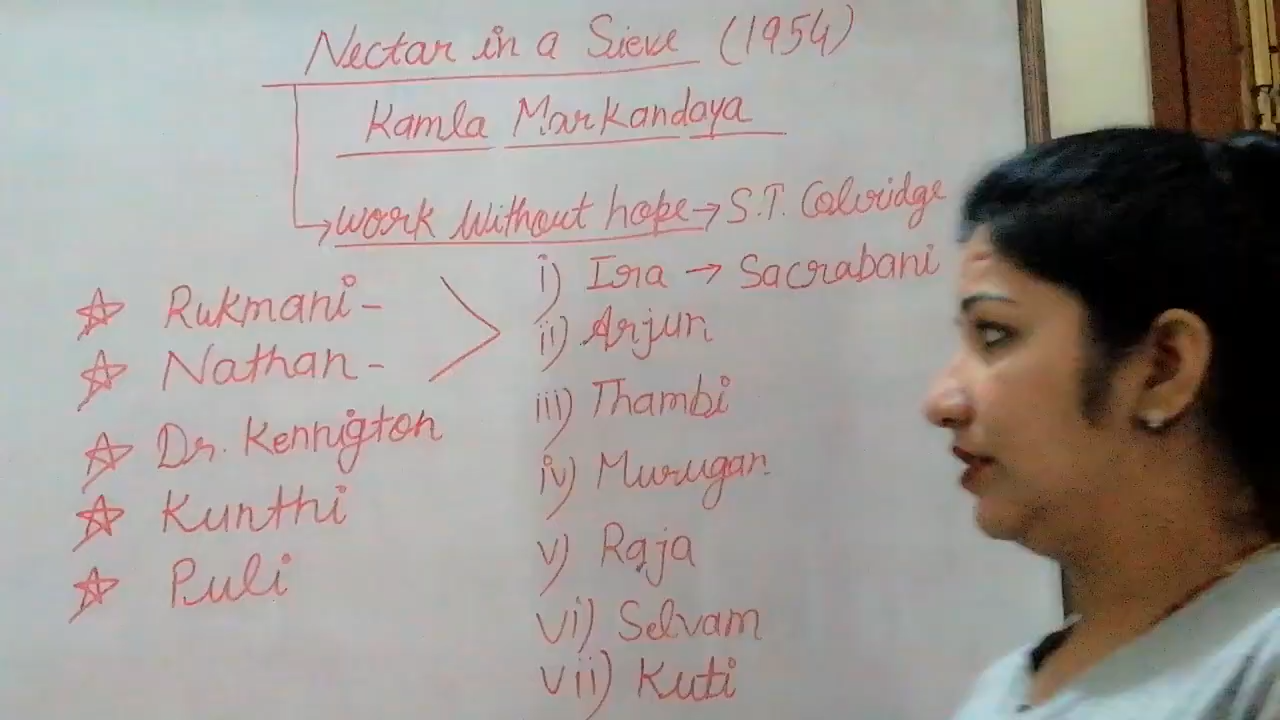 Nectar in a Sieve (1954)
Kamla Markandaya
→ Work Without hope → S.T. Coleridge
☆ Rukmani -
☆ Nathan -
☆ Dr. Kennigton
☆ Kunthi
☆ Puli
i) Ira → Sacrabani
ii) Arjun
iii) Thambi
iv) Murugan
v) Raja
vi) Selvam
vii) Kuti